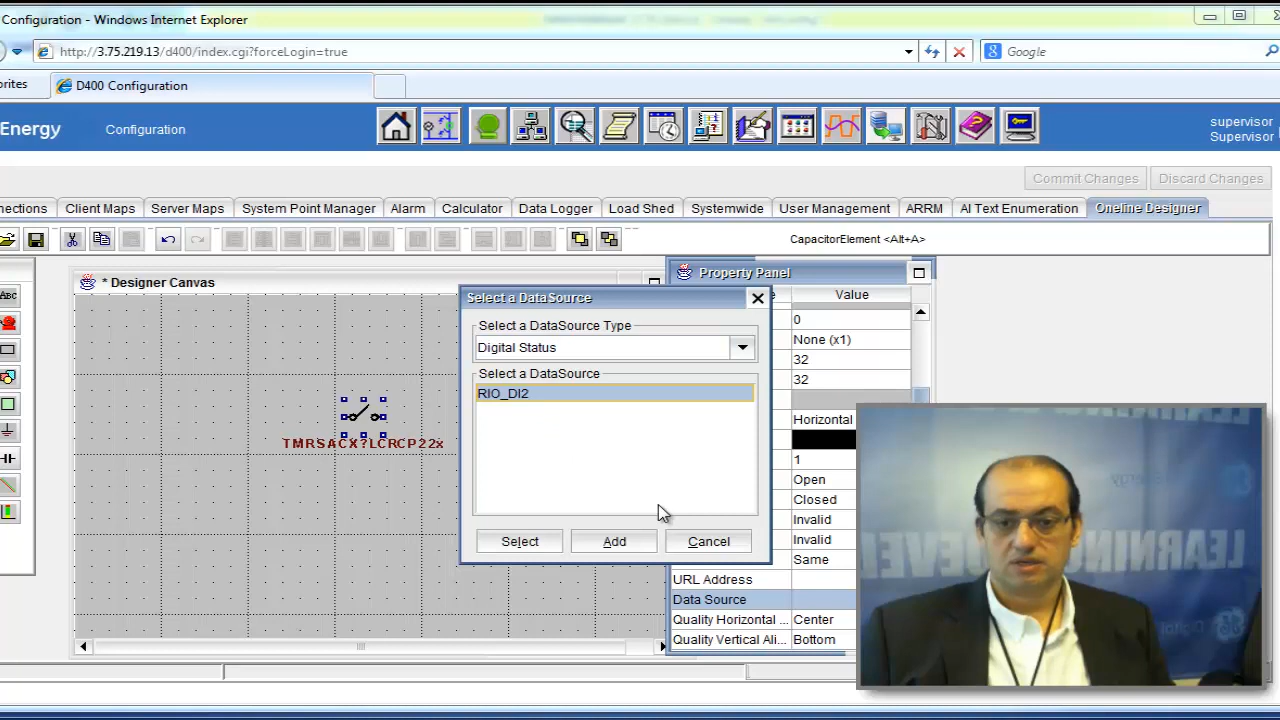 Configuration - Windows Internet Explorer
http://3.75.219.13/d400/index.cgi?forceLogin=true
Google
orites
D400 Configuration
Energy
Configuration
supervisor
Supervisor
Commit Changes
Discard Changes
nections
Client Maps
Server Maps
System Point Manager
Alarm
Calculator
Data Logger
Load Shed
Systemwide
User Management
ARRM
AI Text Enumeration
Oneline Designer
CapacitorElement <Alt+A>
* Designer Canvas
Property Panel
Abc
TMRSACX?LCRCP22x
Select a DataSource
Select a DataSource Type
Digital Status
Select a DataSource
RIO_DI2
Select
Add
Cancel
e
Value
0
None (x1)
32
32
Horizontal
1
Open
Closed
Invalid
Invalid
Same
URL Address
Data Source
Quality Horizontal ...
Center
Quality Vertical Ali...
Bottom